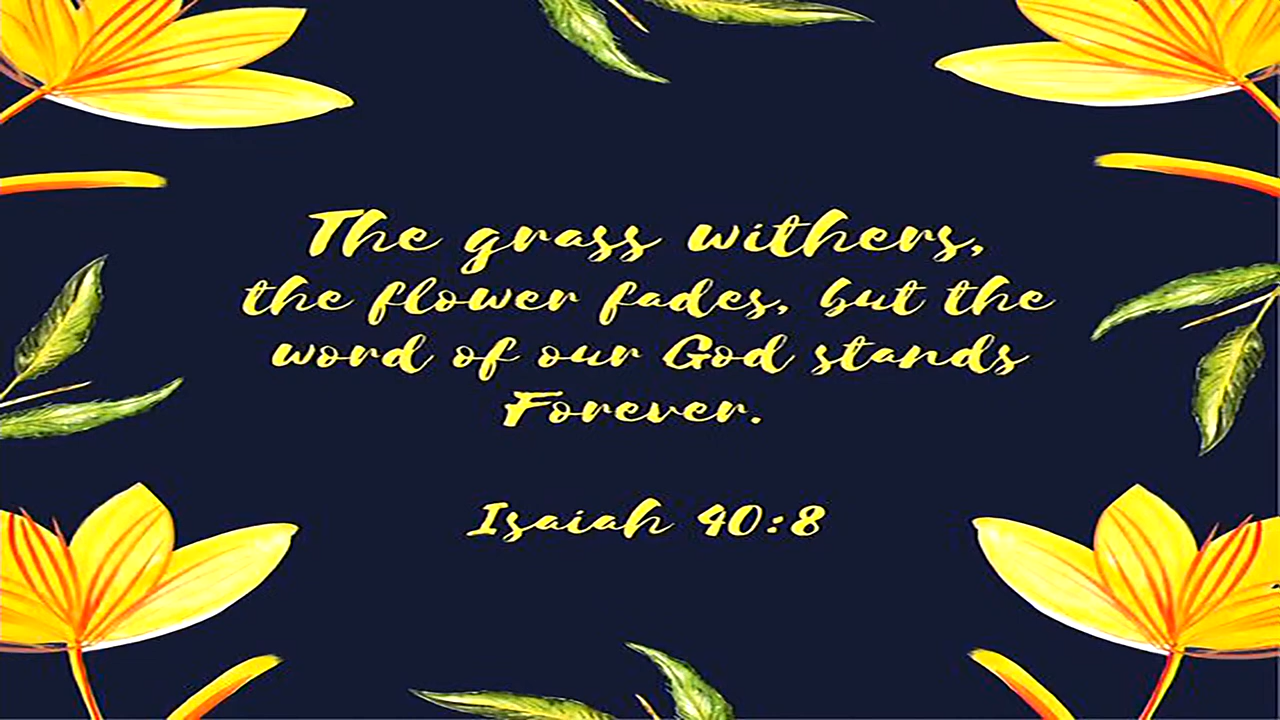 The grass withers,
the flower fades, but the
word of our God stands
Forever.
Isaiah 40:8